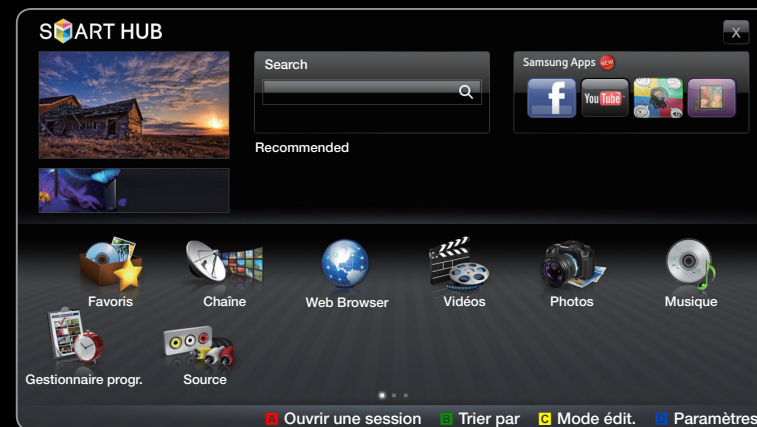 SMART HUB
X
Search
Samsung Apps NEW
You Tube
Recommended
Favoris
Chaîne
Web Browser
Vidéos
Photos
Musique
Gestionnaire progr.
Source
A Ouvrir une session B Trier par C Mode édit. D Paramètres